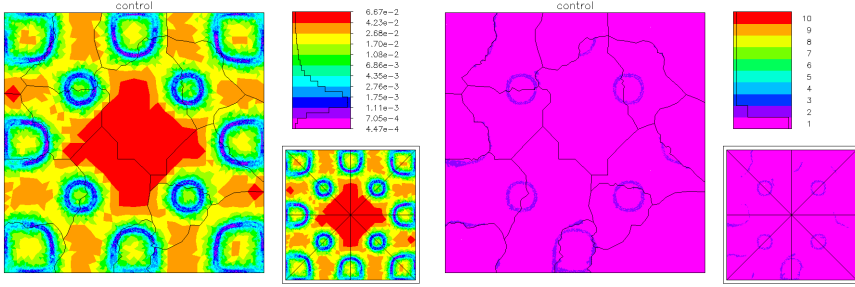 control
6.67e-2
4.23e-2
2.68e-2
1.70e-2
1.08e-2
6.86e-3
4.35e-3
2.76e-3
1.75e-3
1.11e-3
7.05e-4
4.47e-4
control
10
9
8
7
6
5
4
3
2
1